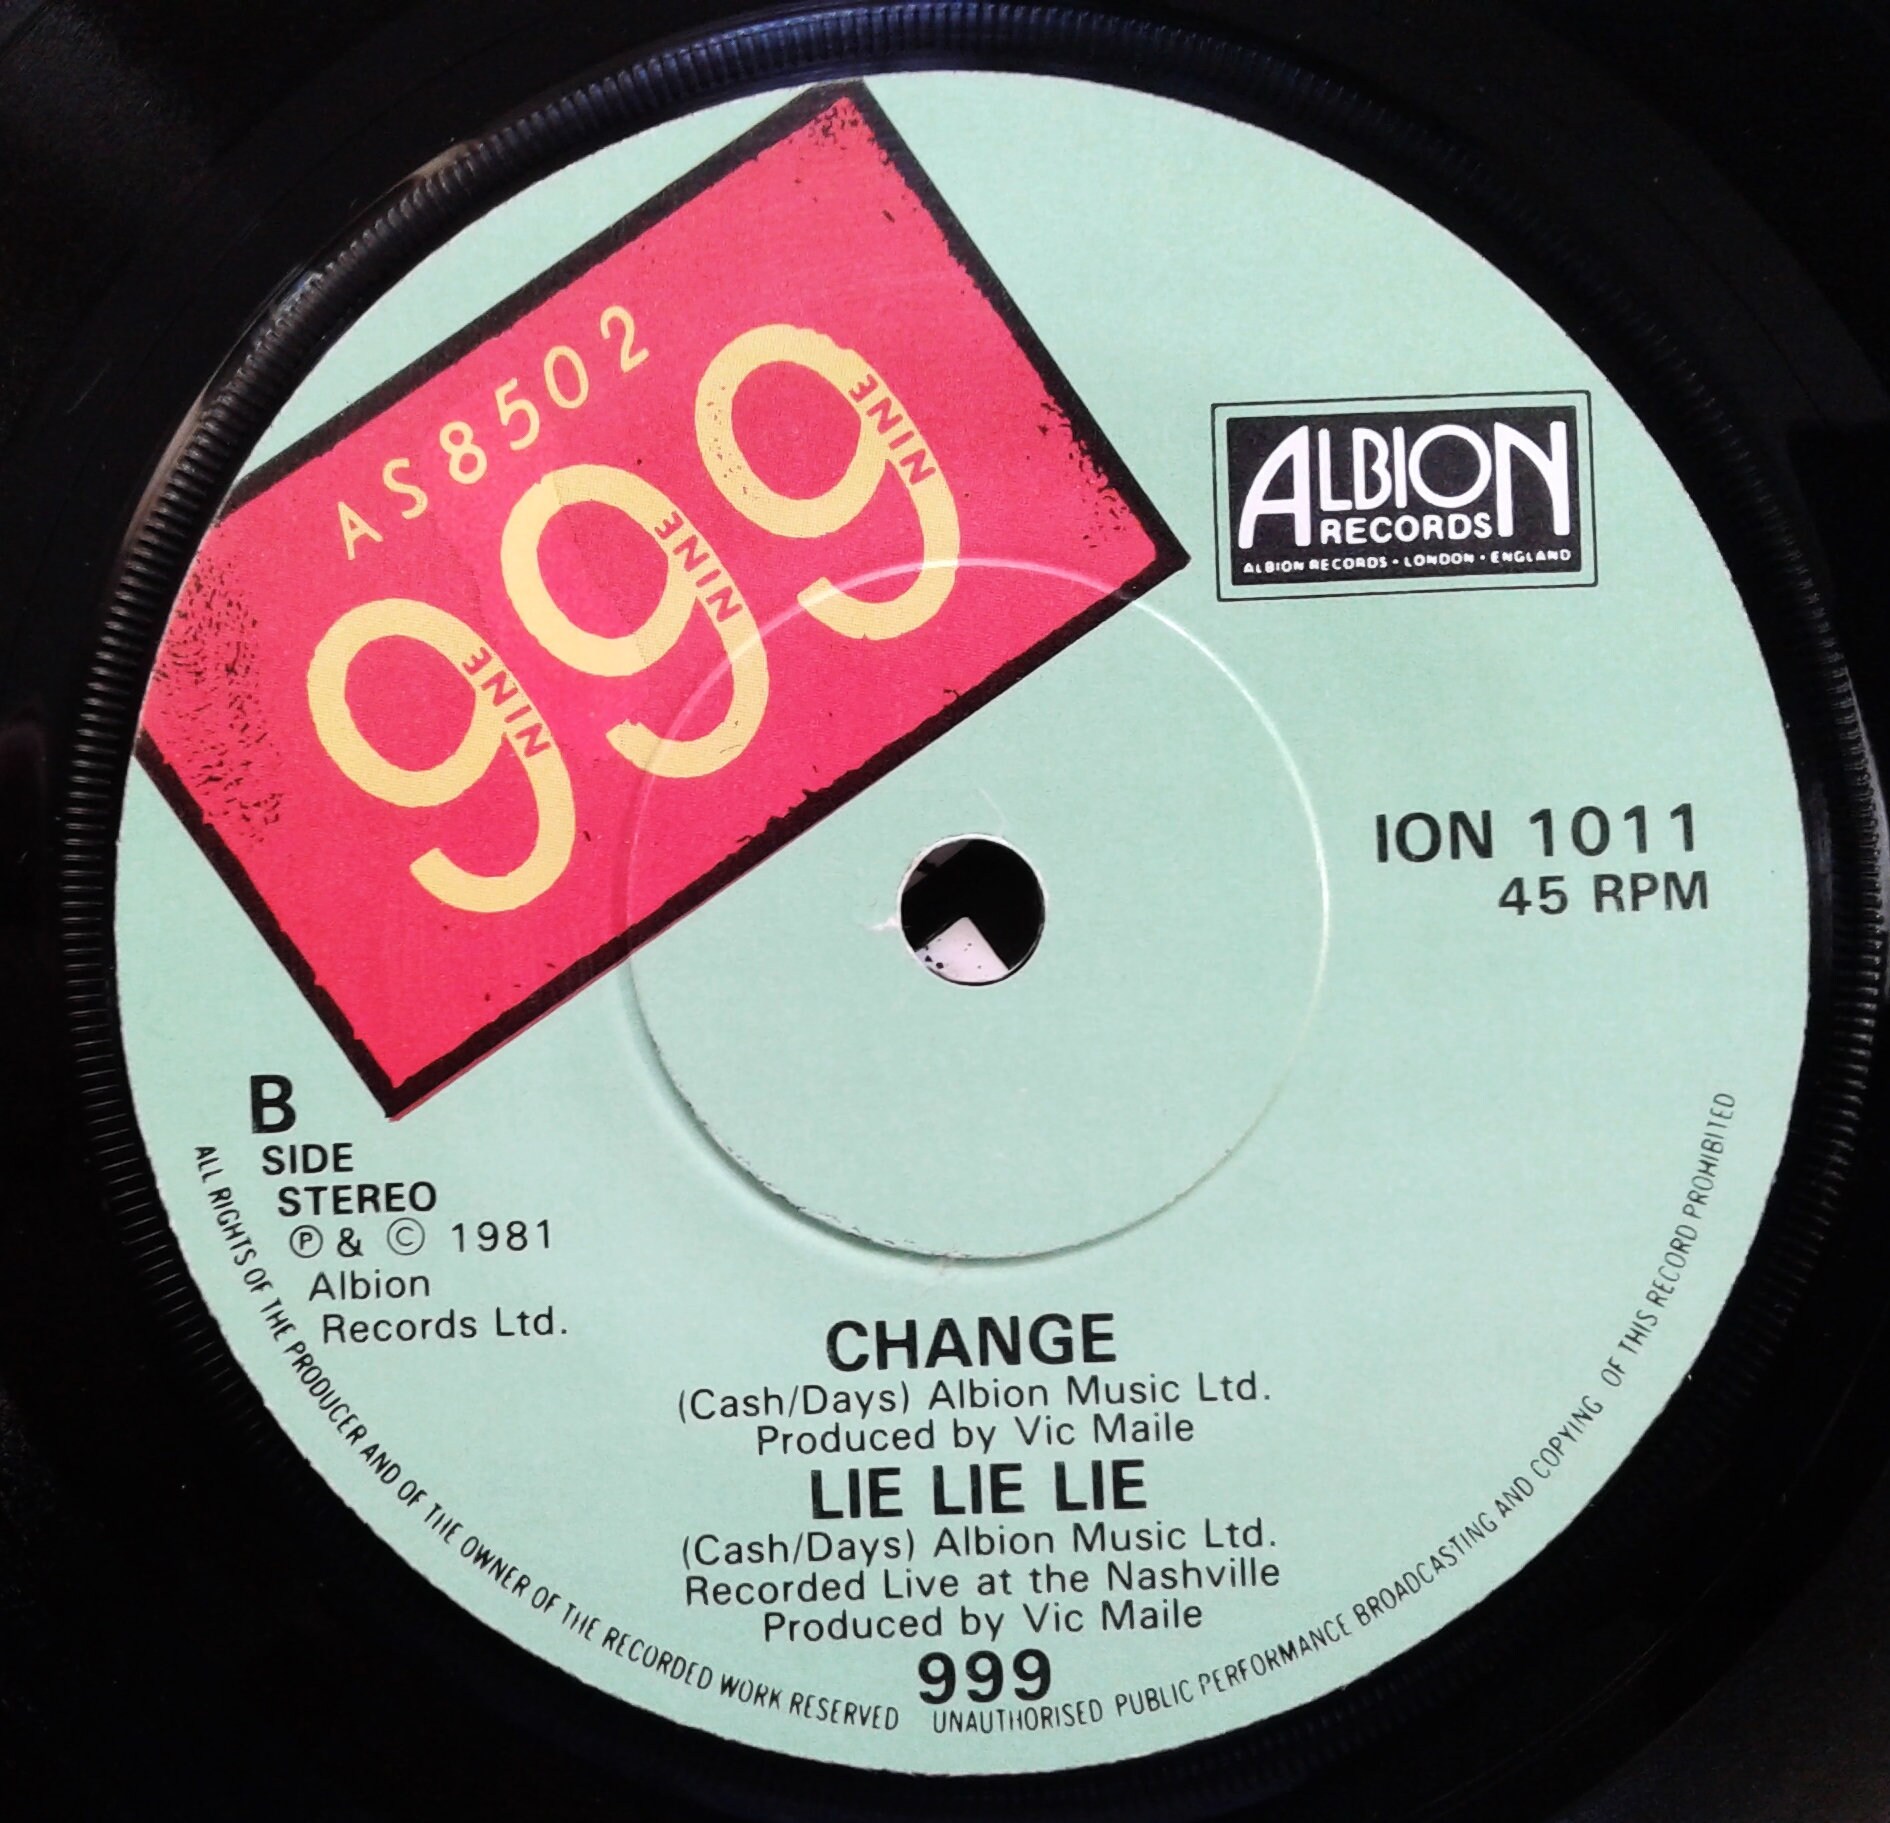 AS8502
999
NINE NINE NINE
ALBION
RECORDS
ALBION RECORDS • LONDON • ENGLAND
ION 1011
45 RPM
B
SIDE
STEREO
Ⓟ & © 1981
Albion
Records Ltd.
CHANGE
(Cash/Days) Albion Music Ltd.
Produced by Vic Maile
LIE LIE LIE
(Cash/Days) Albion Music Ltd.
Recorded Live at the Nashville
Produced by Vic Maile
999
ALL RIGHTS OF THE PRODUCER AND OF THE OWNER OF THE RECORDED WORK RESERVED UNAUTHORISED PUBLIC PERFORMANCE BROADCASTING AND COPYING OF THIS RECORD PROHIBITED